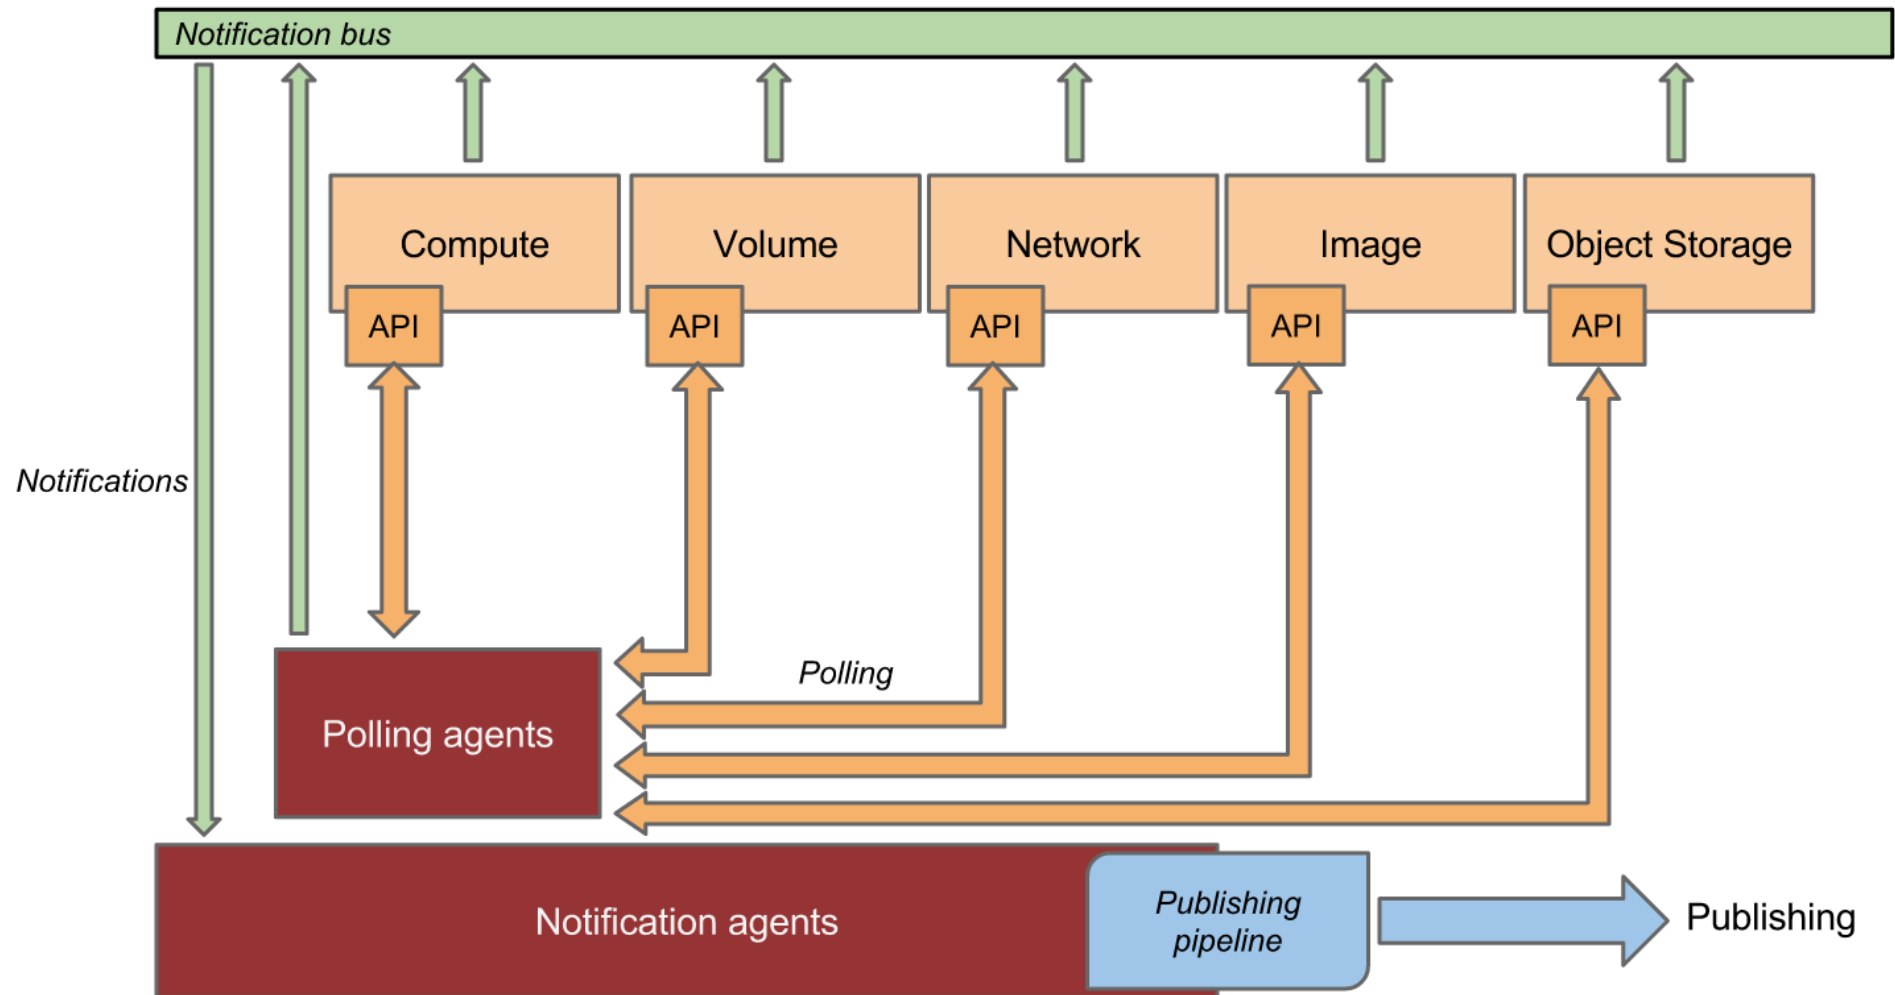 Notification bus
Compute
Volume
Network
Image
Object Storage
API
API
API
API
API
Notifications
Polling
Polling agents
Notification agents
Publishing
pipeline
Publishing